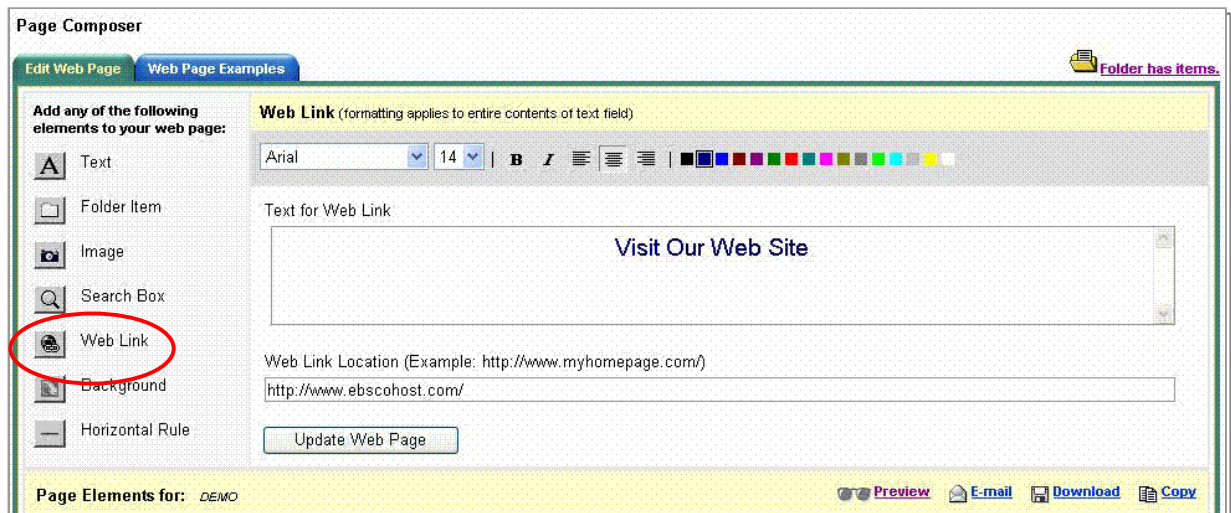 Page Composer
Edit Web Page
Web Page Examples
Folder has items.
Add any of the following
elements to your web page:
A Text
Folder Item
Image
Search Box
Web Link
Background
Horizontal Rule
Web Link (formatting applies to entire contents of text field)
Arial 14 | B I |
Text for Web Link
Visit Our Web Site
Web Link Location (Example: http://www.myhomepage.com/)
http://www.ebscohost.com/
Update Web Page
Page Elements for: DEMO
Preview E-mail Download Copy